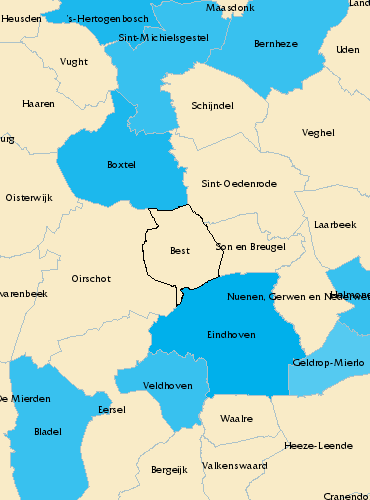 Maasdonk
Land
Heusden
's-Hertogenbosch
Sint-Michielsgestel
Bernheze
Uden
Vught
Haaren
Schijndel
Veghel
urg
Boxtel
Sint-Oedenrode
Oisterwijk
Laarbeek
Best
Son en Breugel
Oirschot
varenbeek
Nuenen, Gerwen en Nederwet
Helmond
Eindhoven
Geldrop-Mierlo
Veldhoven
De Mierden
Eersel
Bladel
Waalre
Heeze-Leende
Bergeijk
Valkenswaard
Cranendo